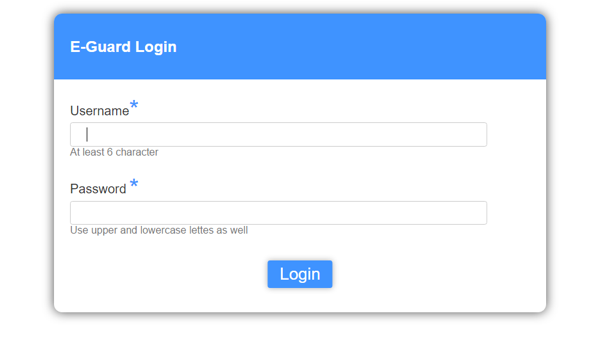 E-Guard Login
Username*
At least 6 character
Password *
Use upper and lowercase lettes as well
Login